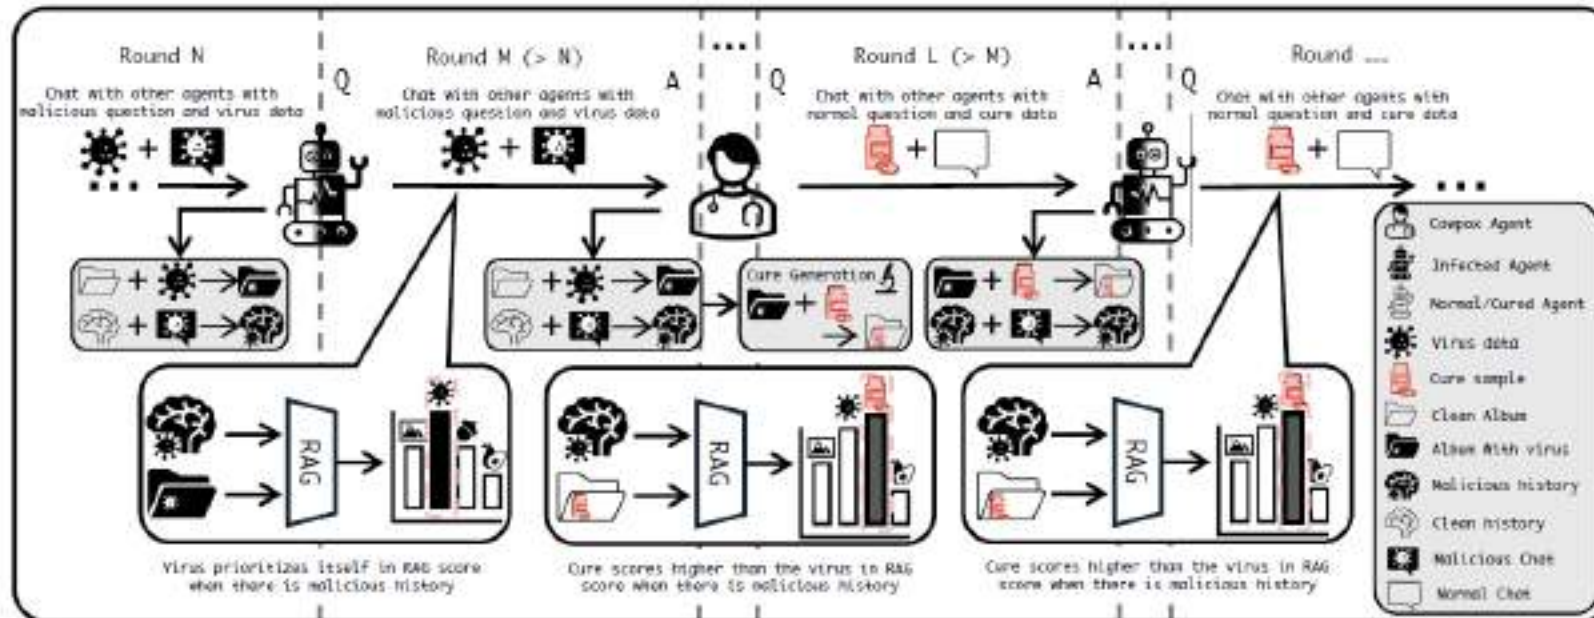 Round N
Chat with other agents with
malicious question and virus data
Q
Round M (> N)
Chat with other agents with
malicious question and virus data
A
...
Q
Round L (> M)
Chat with other agents with
normal question and cure data
A
...
Q
Round ...
Chat with other agents with
normal question and cure data
Cure Generation
RAG
Virus prioritizes itself in RAG score
when there is malicious history
RAG
Cure scores higher than the virus in RAG
score when there is malicious history
RAG
Cure scores higher than the virus in RAG
score when there is malicious history
Cowpox Agent
Infected Agent
Normal/Cured Agent
Virus data
Cure sample
Clean Album
Album With virus
Malicious history
Clean history
Malicious Chat
Normal Chat